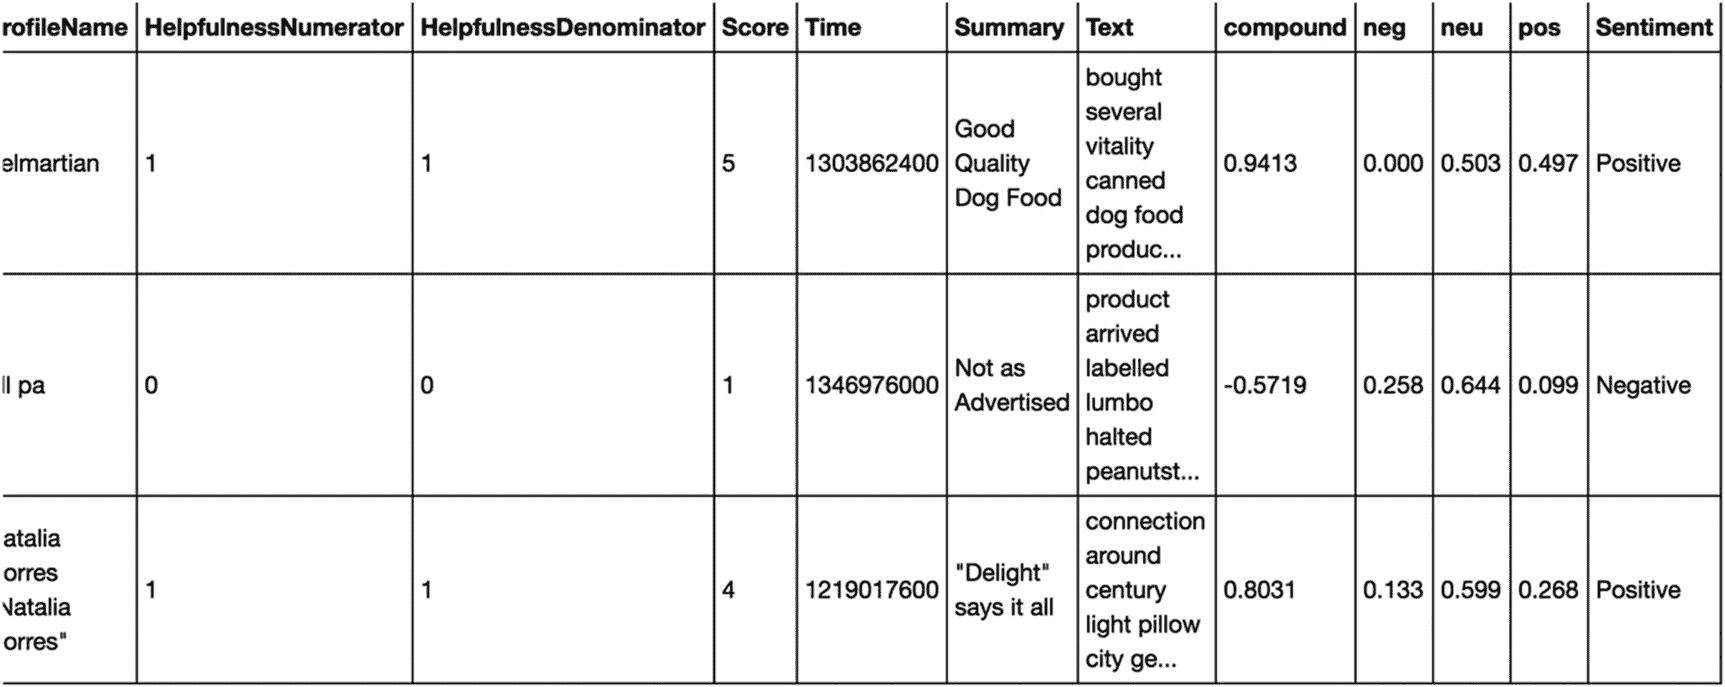 rofileName HelpfulnessNumerator HelpfulnessDenominator Score Time Summary Text compound neg neu pos Sentiment
elmartian 1 1 5 1303862400 Good Quality Dog Food bought several vitality canned dog food produc... 0.9413 0.000 0.503 0.497 Positive
ll pa 0 0 1 1346976000 Not as Advertised product arrived labelled lumbo halted peanutst... -0.5719 0.258 0.644 0.099 Negative
atalia orres Natalia orres" 1 1 4 1219017600 "Delight" says it all connection around century light pillow city ge... 0.8031 0.133 0.599 0.268 Positive